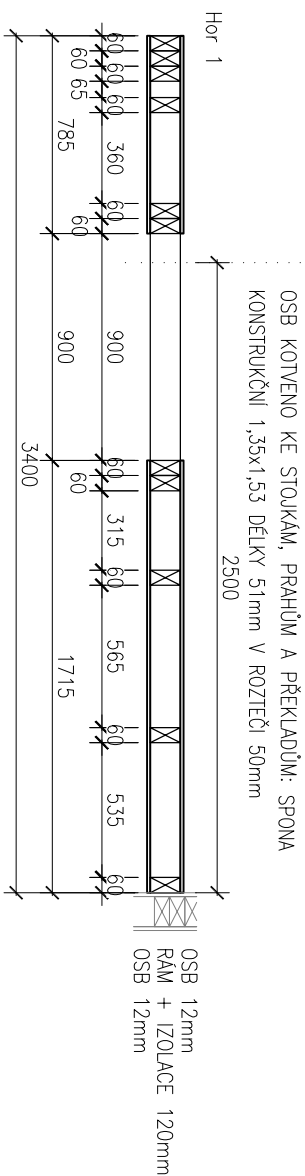 Hor 1
OSB KOTVENO KE STOJKÁM, PRAHŮM A PŘEKLADŮM: SPONA
KONSTRUKČNÍ 1,35x1,53 DÉLKY 51mm V ROZTEČI 50mm
2500
OSB 12mm
RÁM + IZOLACE 120mm
OSB 12mm
60 60 60 65 60 360 60 60 900 60 60 315 60 565 60 535 60
785 900 1715
3400